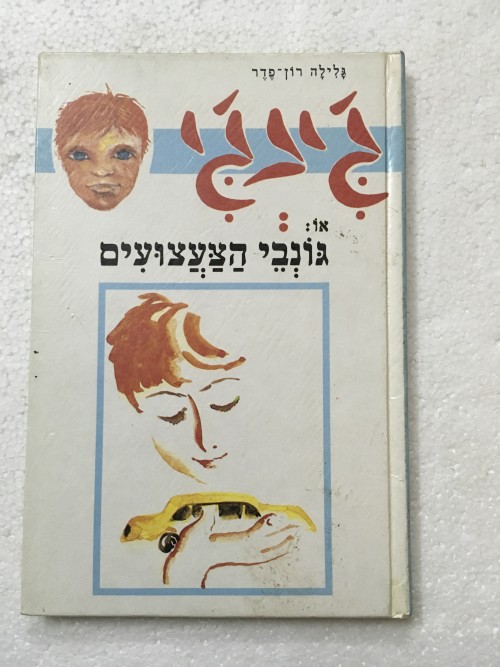 גָּלִילָה רוֹן־פֶדֶר
גִּ׳ינְגִ׳י
אוֹ:
גּוֹנְבֵי הַצַּעֲצוּעִים